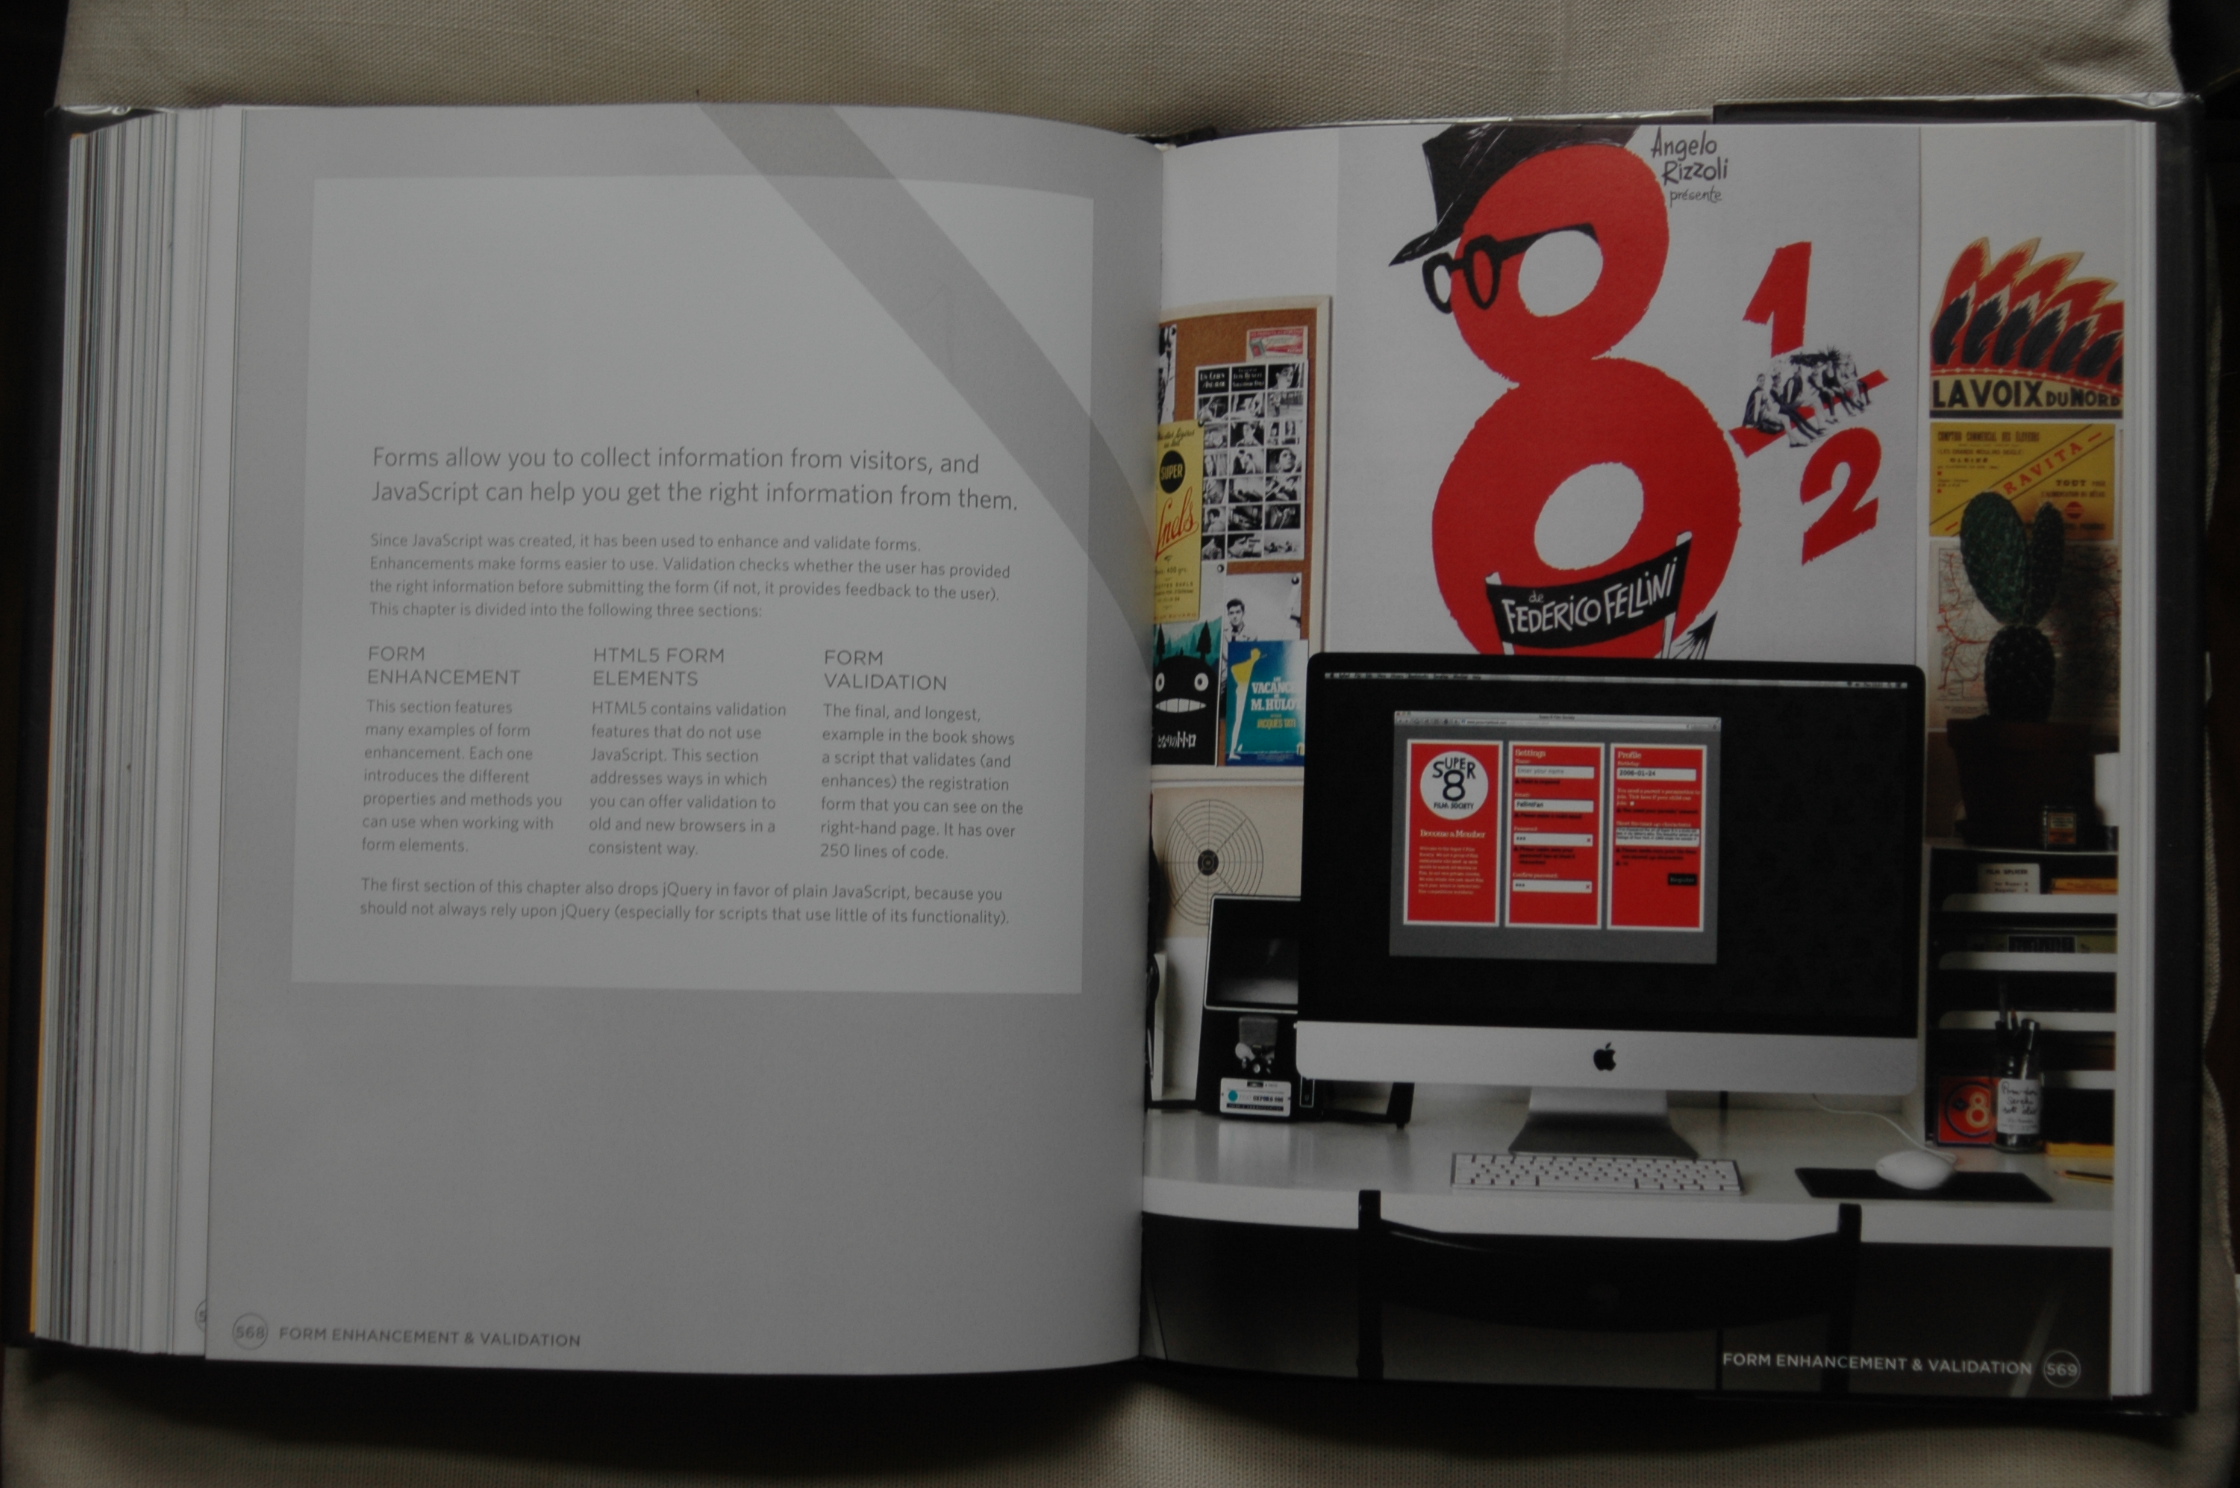 Forms allow you to collect information from visitors, and
JavaScript can help you get the right information from them.
Since JavaScript was created, it has been used to enhance and validate forms.
Enhancements make forms easier to use. Validation checks whether the user has provided
the right information before submitting the form (if not, it provides feedback to the user).
This chapter is divided into the following three sections:
FORM
ENHANCEMENT
This section features
many examples of form
enhancement. Each one
introduces the different
properties and methods you
can use when working with
form elements.
HTML5 FORM
ELEMENTS
HTML5 contains validation
features that do not use
JavaScript. This section
addresses ways in which
you can offer validation to
old and new browsers in a
consistent way.
FORM
VALIDATION
The final, and longest,
example in the book shows
a script that validates (and
enhances) the registration
form that you can see on the
right-hand page. It has over
250 lines of code.
The first section of this chapter also drops jQuery in favor of plain JavaScript, because you
should not always rely upon jQuery (especially for scripts that use little of its functionality).
568 FORM ENHANCEMENT & VALIDATION
Angelo
Rizzoli
présente
8 1
2
de
FEDERICO FELLINI
LA VOIX DU NORD
RAVITA
SUPER
VACANC
M. HULOT
JACQUES TATI
SUPER
8
FILM SOCIETY
Become a Member
Settings
Enter your name
Profile
2006-01-24
Register
8
FORM ENHANCEMENT & VALIDATION 569